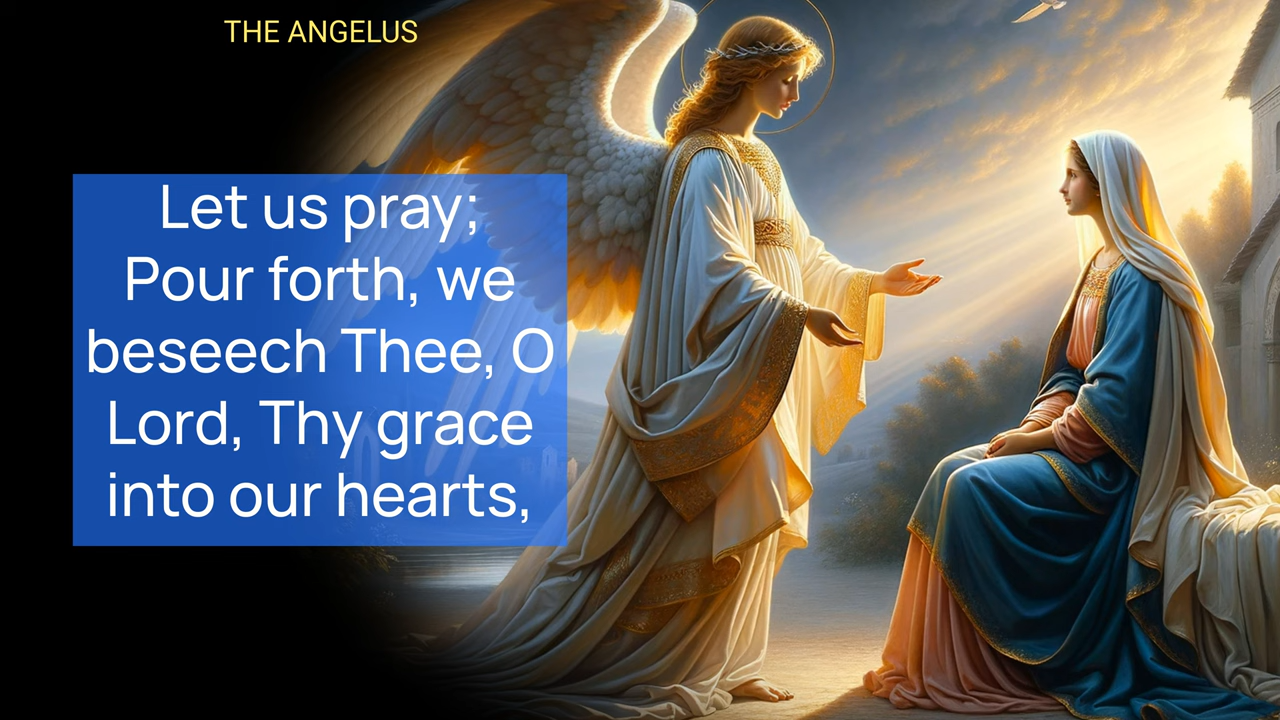 THE ANGELUS
Let us pray;
Pour forth, we
beseech Thee, O
Lord, Thy grace
into our hearts,